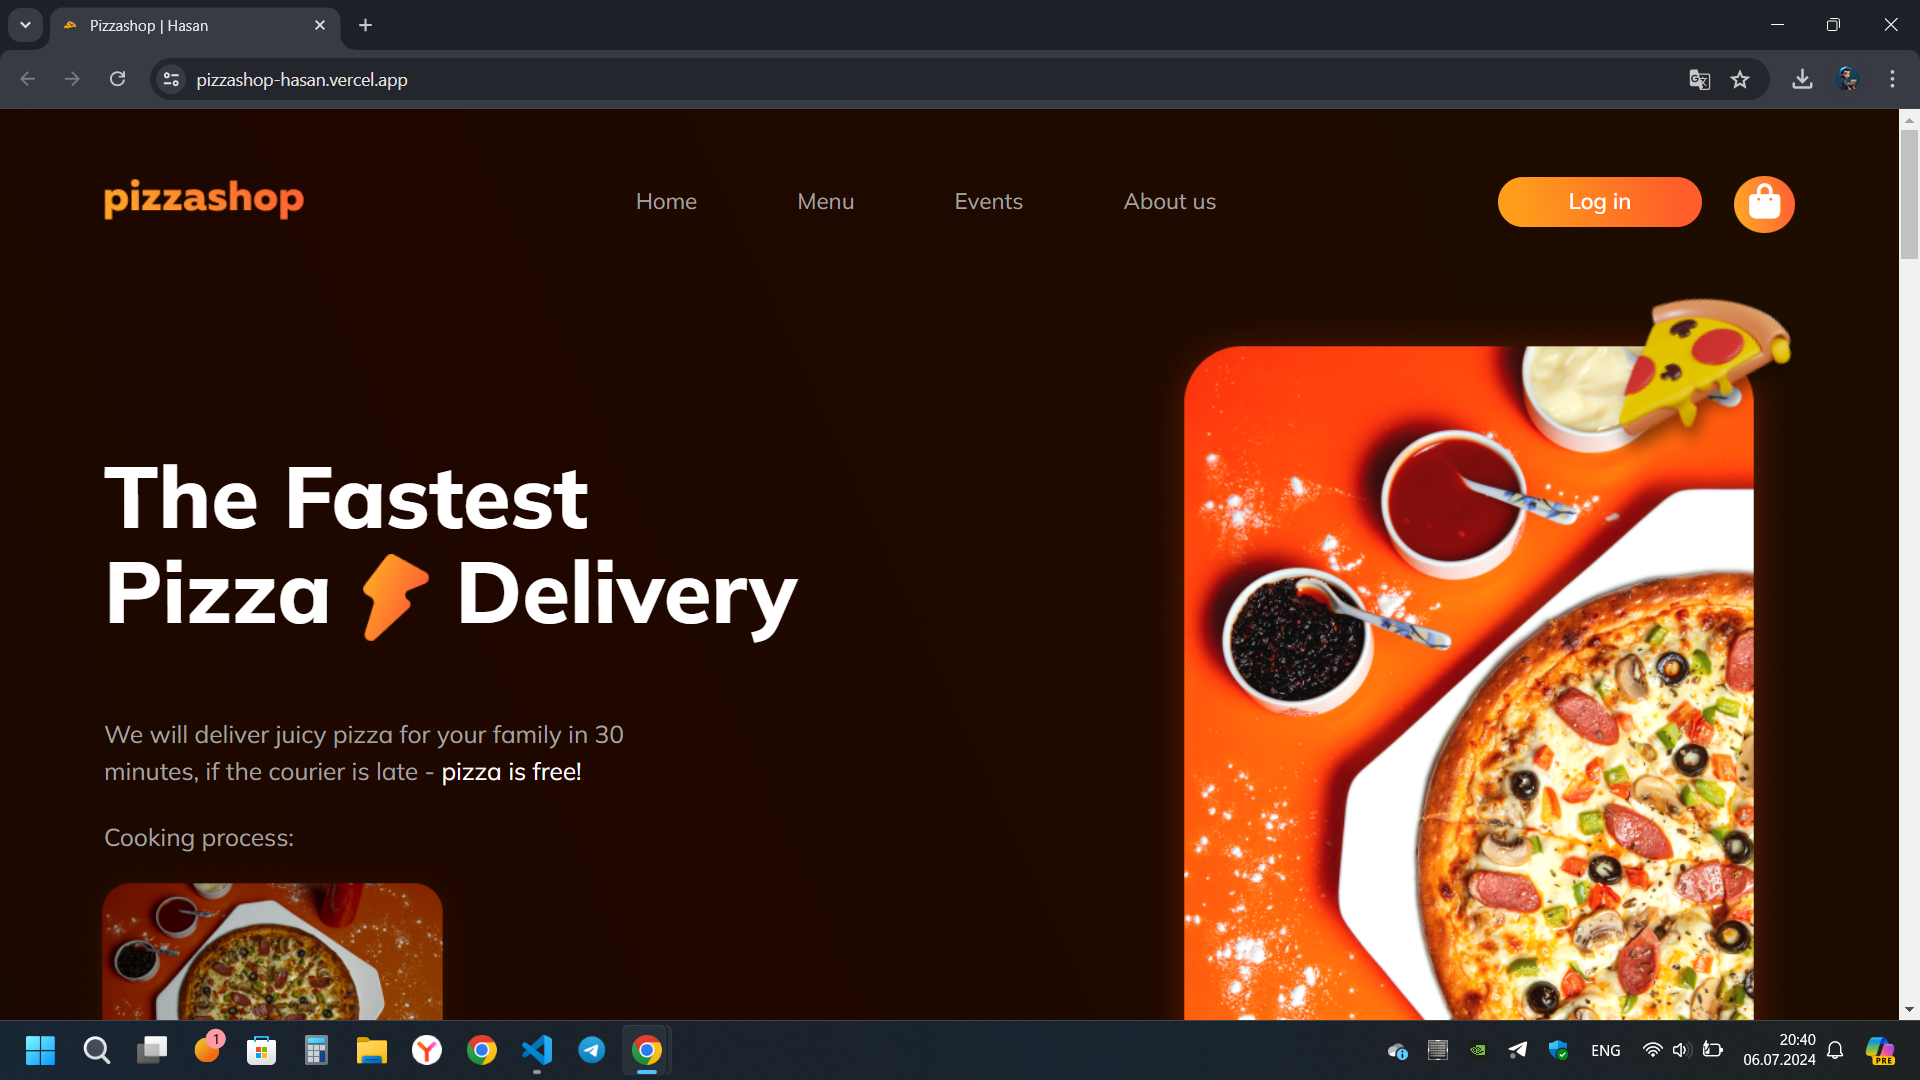 Pizzashop | Hasan
pizzashop-hasan.vercel.app
pizzashop
Home
Menu
Events
About us
Log in
The Fastest
Pizza Delivery
We will deliver juicy pizza for your family in 30
minutes, if the courier is late - pizza is free!
Cooking process:
1
ENG
20:40
06.07.2024
PRE